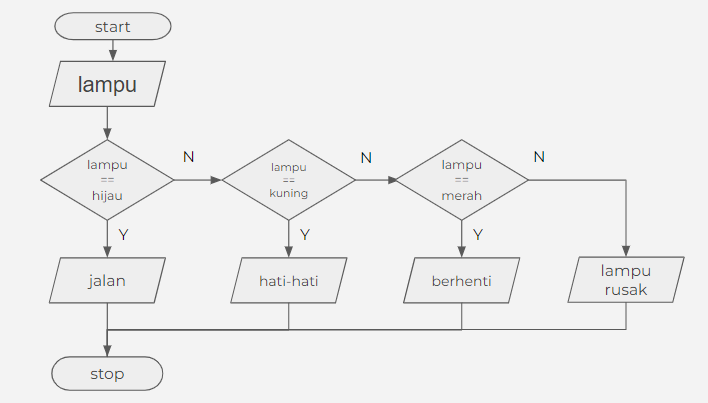 start
lampu
lampu
==
hijau
N
lampu
==
kuning
N
lampu
==
merah
N
Y
Y
Y
jalan
hati-hati
berhenti
lampu
rusak
stop